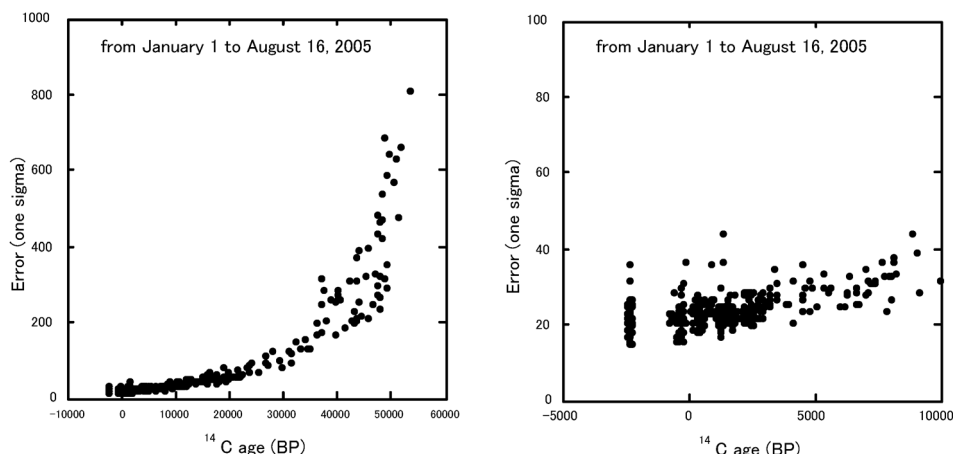 1000
800
600
400
200
0
-10000 0 10000 20000 30000 40000 50000 60000
Error (one sigma)
from January 1 to August 16, 2005
14 C age (BP)
100
80
60
40
20
0
-5000 0 5000 10000
Error (one sigma)
from January 1 to August 16, 2005
14 C age (BP)